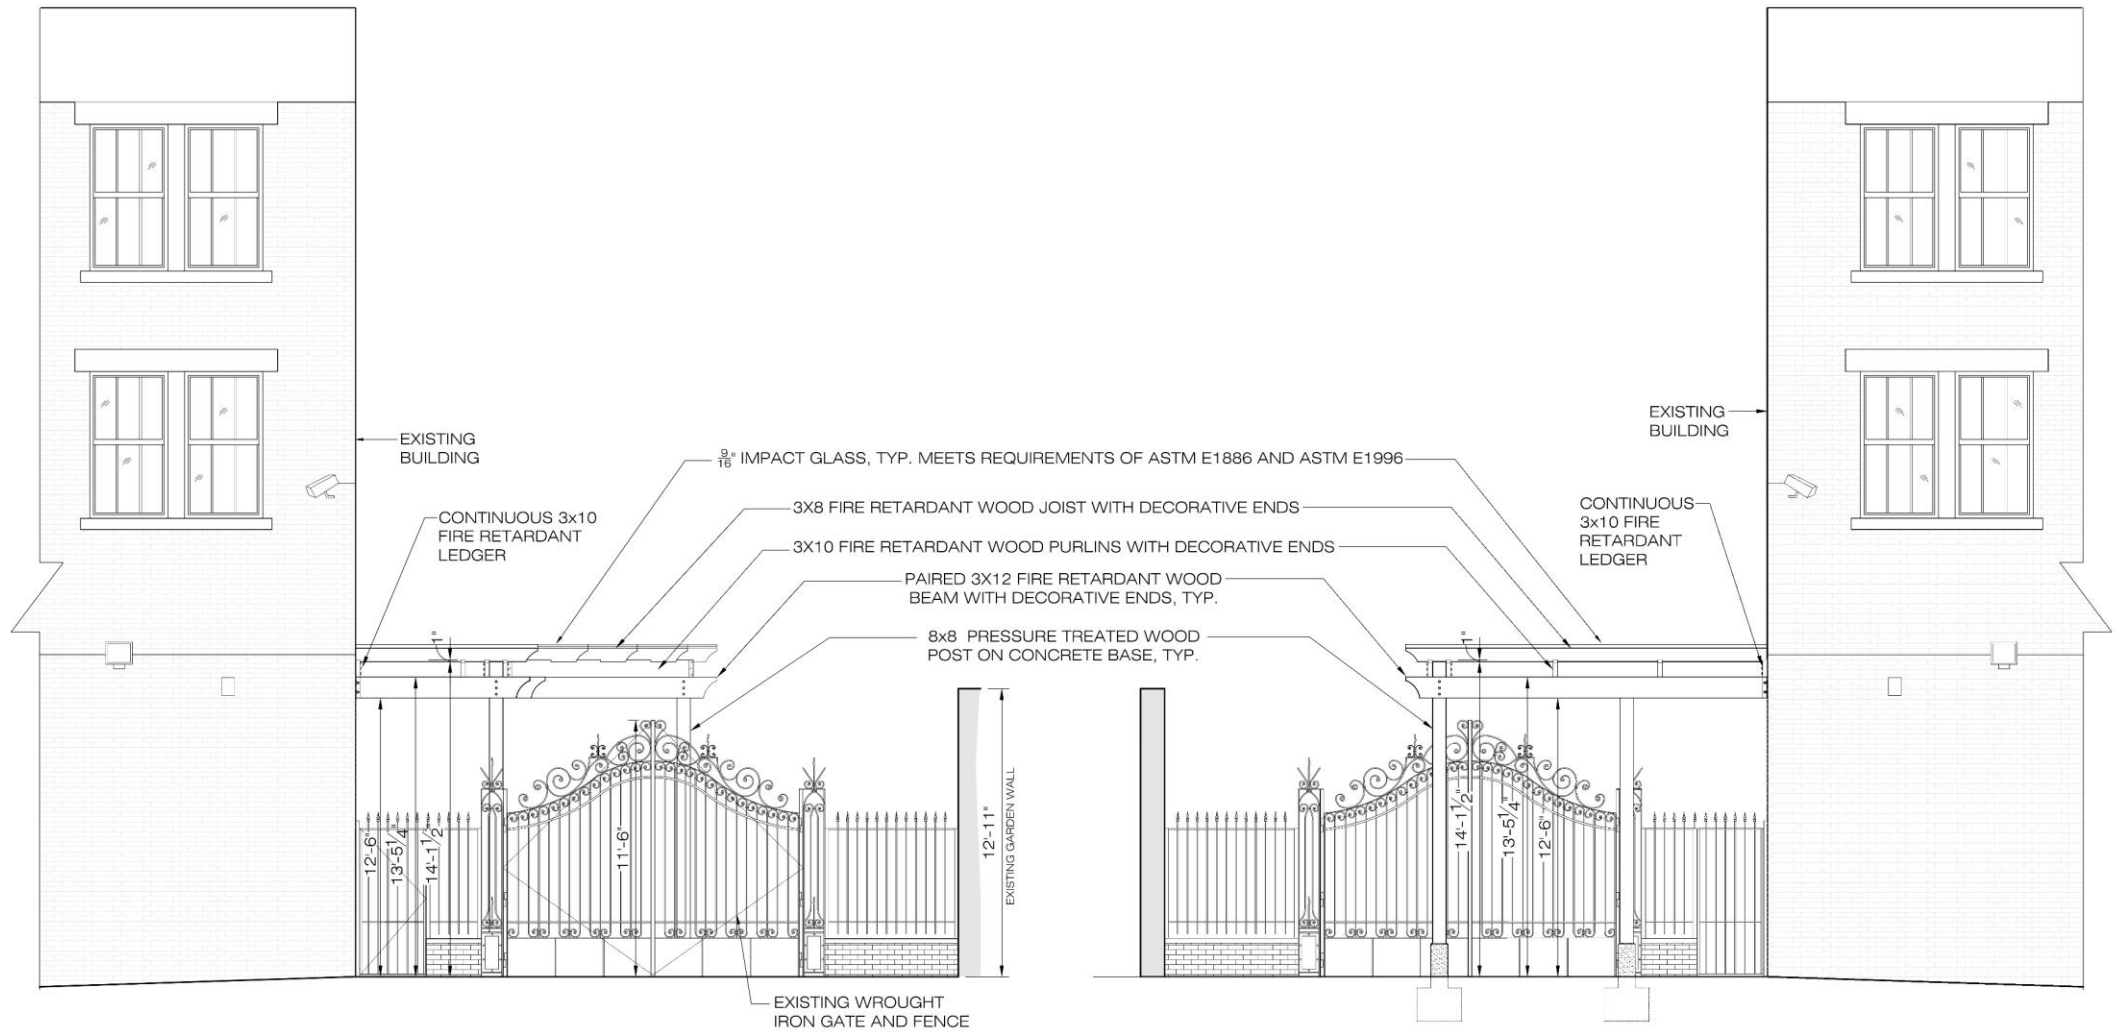 EXISTING
BUILDING
EXISTING
BUILDING
9/16" IMPACT GLASS, TYP. MEETS REQUIREMENTS OF ASTM E1886 AND ASTM E1996
3X8 FIRE RETARDANT WOOD JOIST WITH DECORATIVE ENDS
CONTINUOUS 3x10
FIRE RETARDANT
LEDGER
CONTINUOUS
3x10 FIRE
RETARDANT
LEDGER
3X10 FIRE RETARDANT WOOD PURLINS WITH DECORATIVE ENDS
PAIRED 3X12 FIRE RETARDANT WOOD
BEAM WITH DECORATIVE ENDS, TYP.
8x8 PRESSURE TREATED WOOD
POST ON CONCRETE BASE, TYP.
1"
1"
12'-6"
13'-5 1/4"
14'-1 1/2"
11'-6"
12'-11"
EXISTING GARDEN WALL
14'-1 1/2"
13'-5 1/4"
12'-6"
EXISTING WROUGHT
IRON GATE AND FENCE